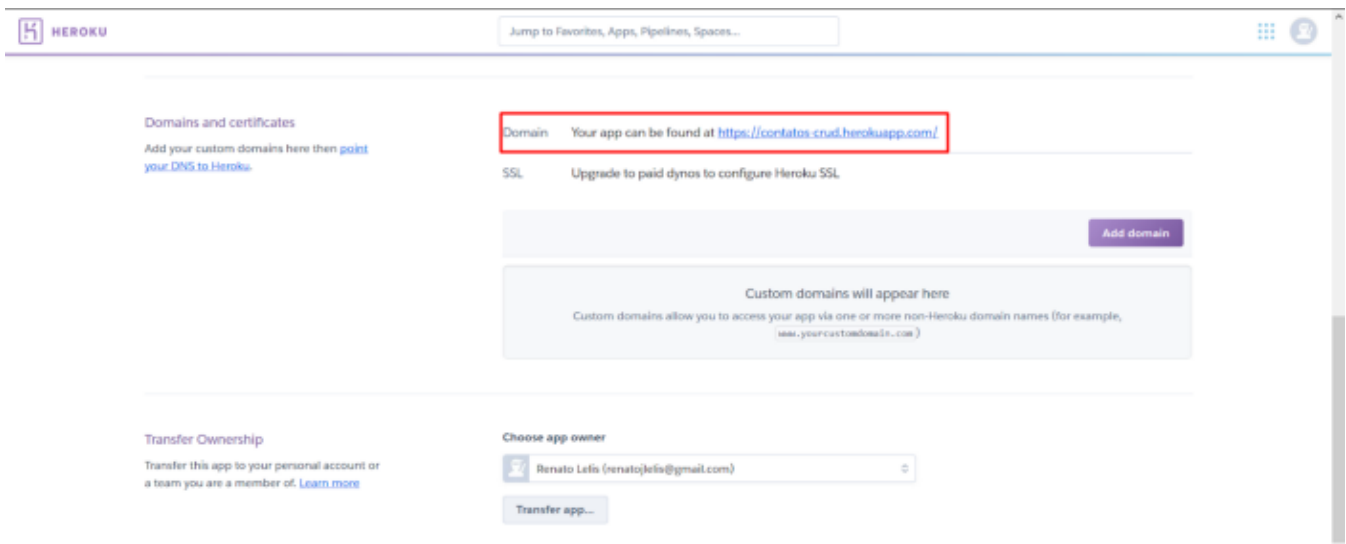 HEROKU
Jump to Favorites, Apps, Pipelines, Spaces...
Domains and certificates
Add your custom domains here then point
your DNS to Heroku.
Domain Your app can be found at https://contatos-crud.herokuapp.com/
SSL Upgrade to paid dynos to configure Heroku SSL
Add domain
Custom domains will appear here
Custom domains allow you to access your app via one or more non-Heroku domain names (for example,
www.yourcustomdomain.com)
Transfer Ownership
Transfer this app to your personal account or
a team you are a member of. Learn more
Choose app owner
Renato Lelis (renatojlelis@gmail.com)
Transfer app...